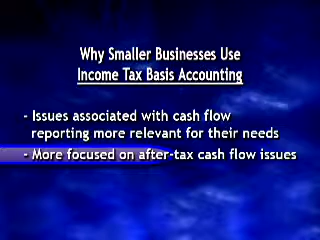 Why Smaller Businesses Use
Income Tax Basis Accounting
- Issues associated with cash flow
reporting more relevant for their needs
- More focused on after-tax cash flow issues